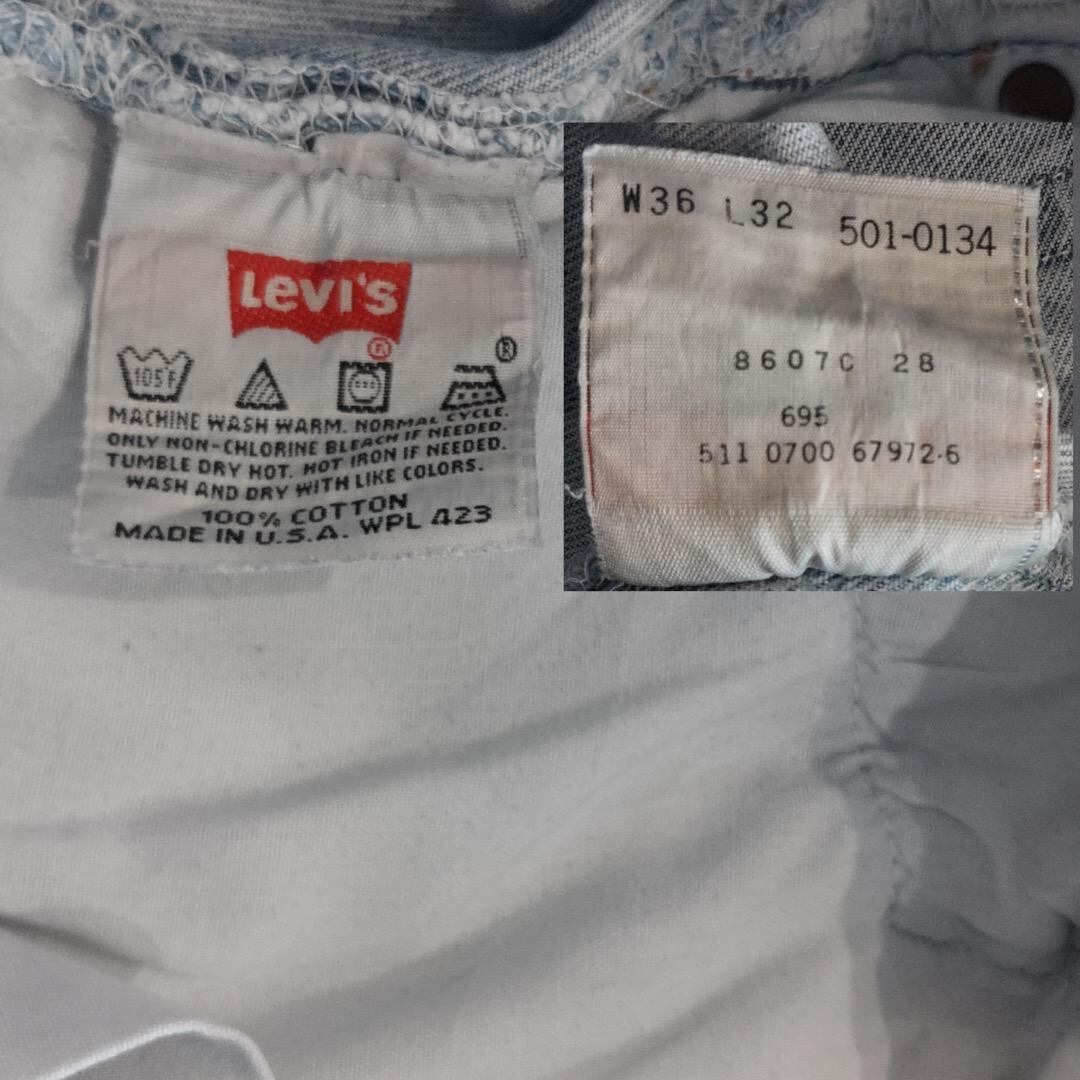 Levi's
®
®
105F
MACHINE WASH WARM. NORMAL CYCLE.
ONLY NON-CHLORINE BLEACH IF NEEDED.
TUMBLE DRY HOT. HOT IRON IF NEEDED.
WASH AND DRY WITH LIKE COLORS.
100% COTTON
MADE IN U.S.A. WPL 423
W36 L32 501-0134
8607C 28
695
511 0700 67972-6